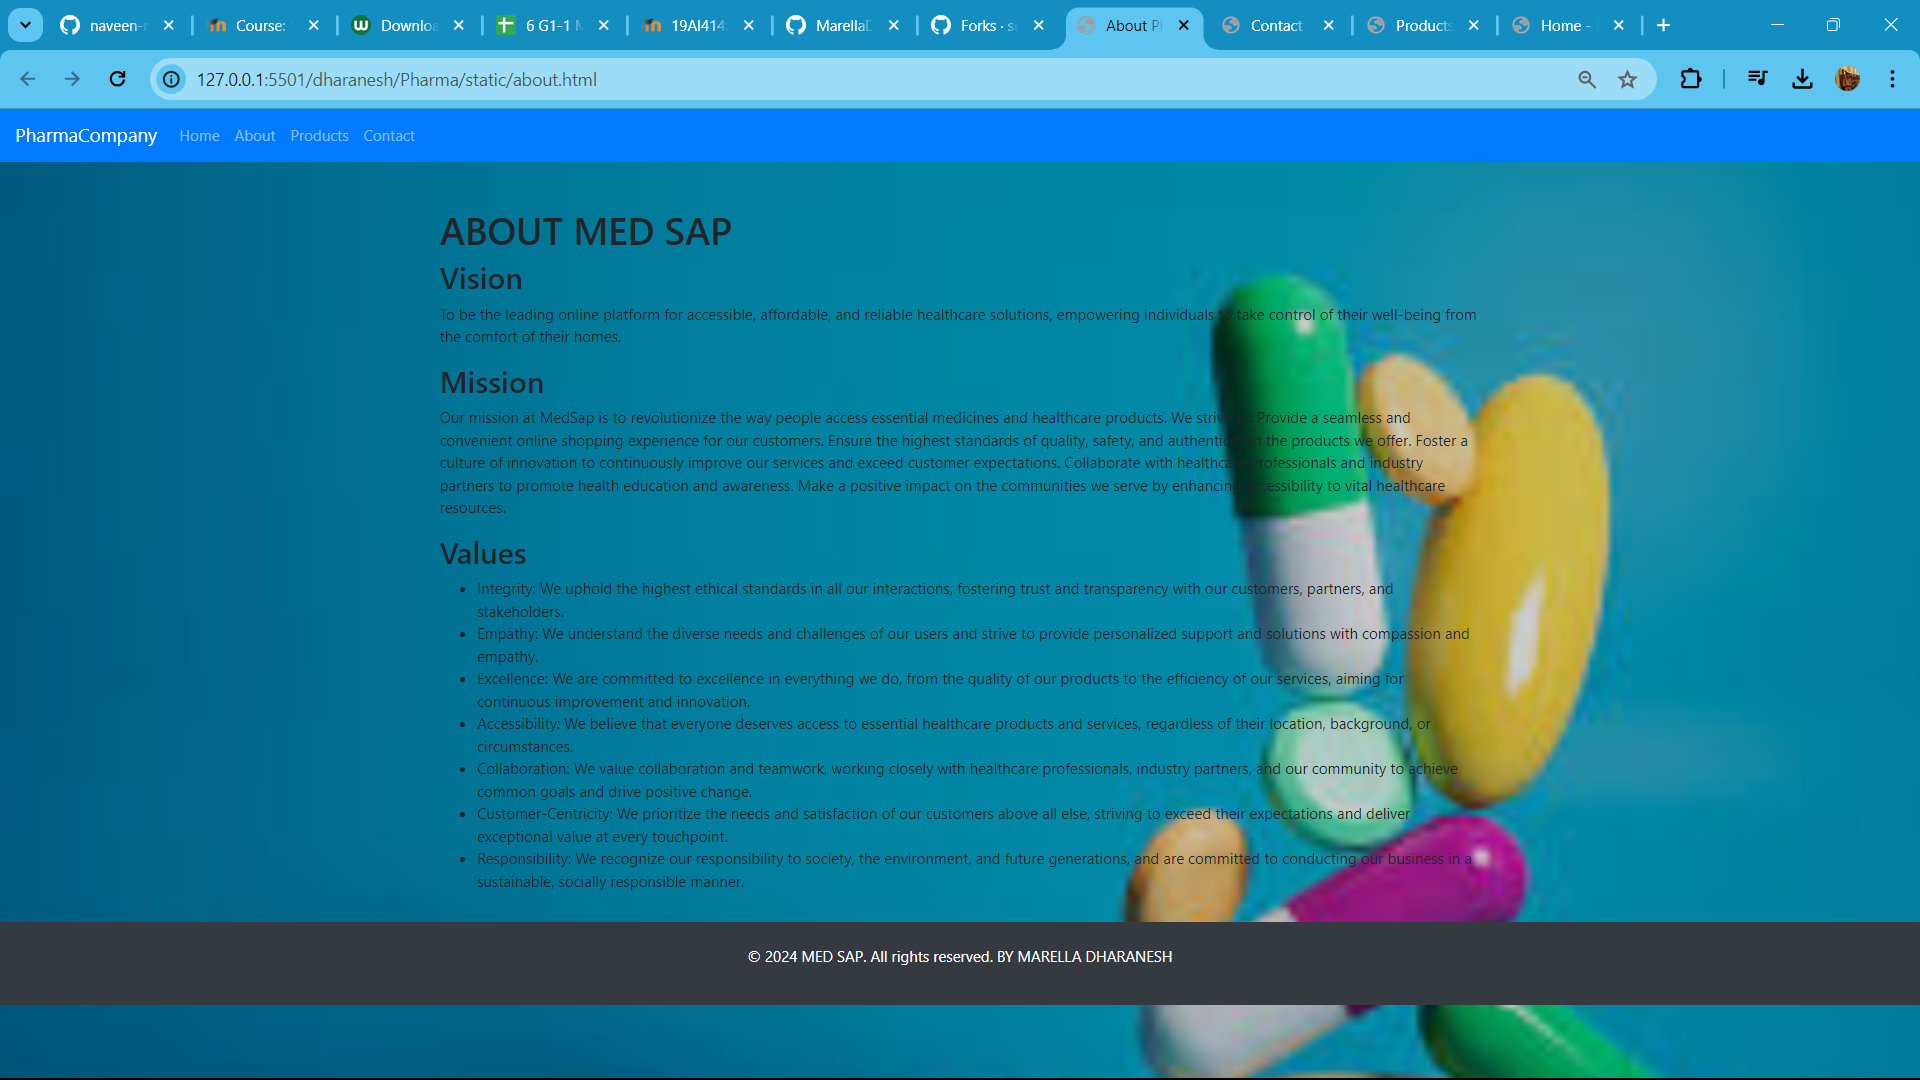 naveen-r
Course:
Downloa
6 G1-1 M
19AI414
MarellaD
Forks · s
About P
Contact
Products
Home -
127.0.0.1:5501/dharanesh/Pharma/static/about.html
PharmaCompany Home About Products Contact
ABOUT MED SAP
Vision
To be the leading online platform for accessible, affordable, and reliable healthcare solutions, empowering individuals to take control of their well-being from
the comfort of their homes.
Mission
Our mission at MedSap is to revolutionize the way people access essential medicines and healthcare products. We strive to Provide a seamless and
convenient online shopping experience for our customers. Ensure the highest standards of quality, safety, and authenticity in the products we offer. Foster a
culture of innovation to continuously improve our services and exceed customer expectations. Collaborate with healthcare professionals and industry
partners to promote health education and awareness. Make a positive impact on the communities we serve by enhancing accessibility to vital healthcare
resources.
Values
• Integrity: We uphold the highest ethical standards in all our interactions, fostering trust and transparency with our customers, partners, and
stakeholders.
• Empathy: We understand the diverse needs and challenges of our users and strive to provide personalized support and solutions with compassion and
empathy.
• Excellence: We are committed to excellence in everything we do, from the quality of our products to the efficiency of our services, aiming for
continuous improvement and innovation.
• Accessibility: We believe that everyone deserves access to essential healthcare products and services, regardless of their location, background, or
circumstances.
• Collaboration: We value collaboration and teamwork, working closely with healthcare professionals, industry partners, and our community to achieve
common goals and drive positive change.
• Customer-Centricity: We prioritize the needs and satisfaction of our customers above all else, striving to exceed their expectations and deliver
exceptional value at every touchpoint.
• Responsibility: We recognize our responsibility to society, the environment, and future generations, and are committed to conducting our business in a
sustainable, socially responsible manner.
© 2024 MED SAP. All rights reserved. BY MARELLA DHARANESH